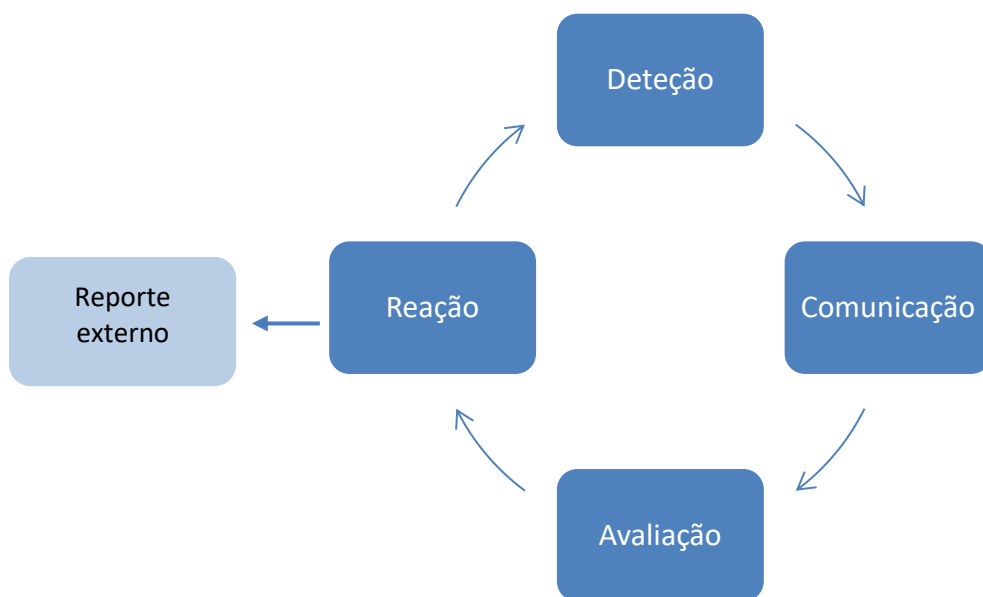 Deteção
Reporte
externo
Reação
Comunicação
Avaliação